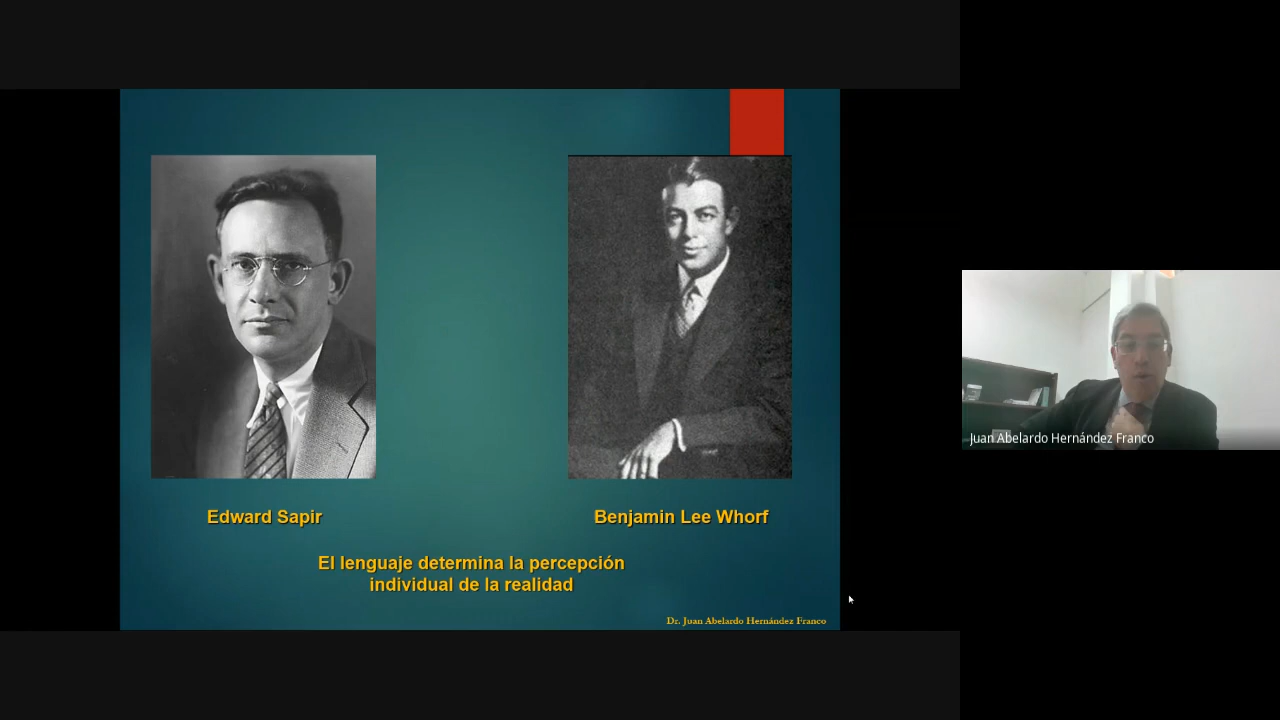 Edward Sapir
Benjamin Lee Whorf
El lenguaje determina la percepción
individual de la realidad
Dr. Juan Abelardo Hernández Franco
Juan Abelardo Hernández Franco